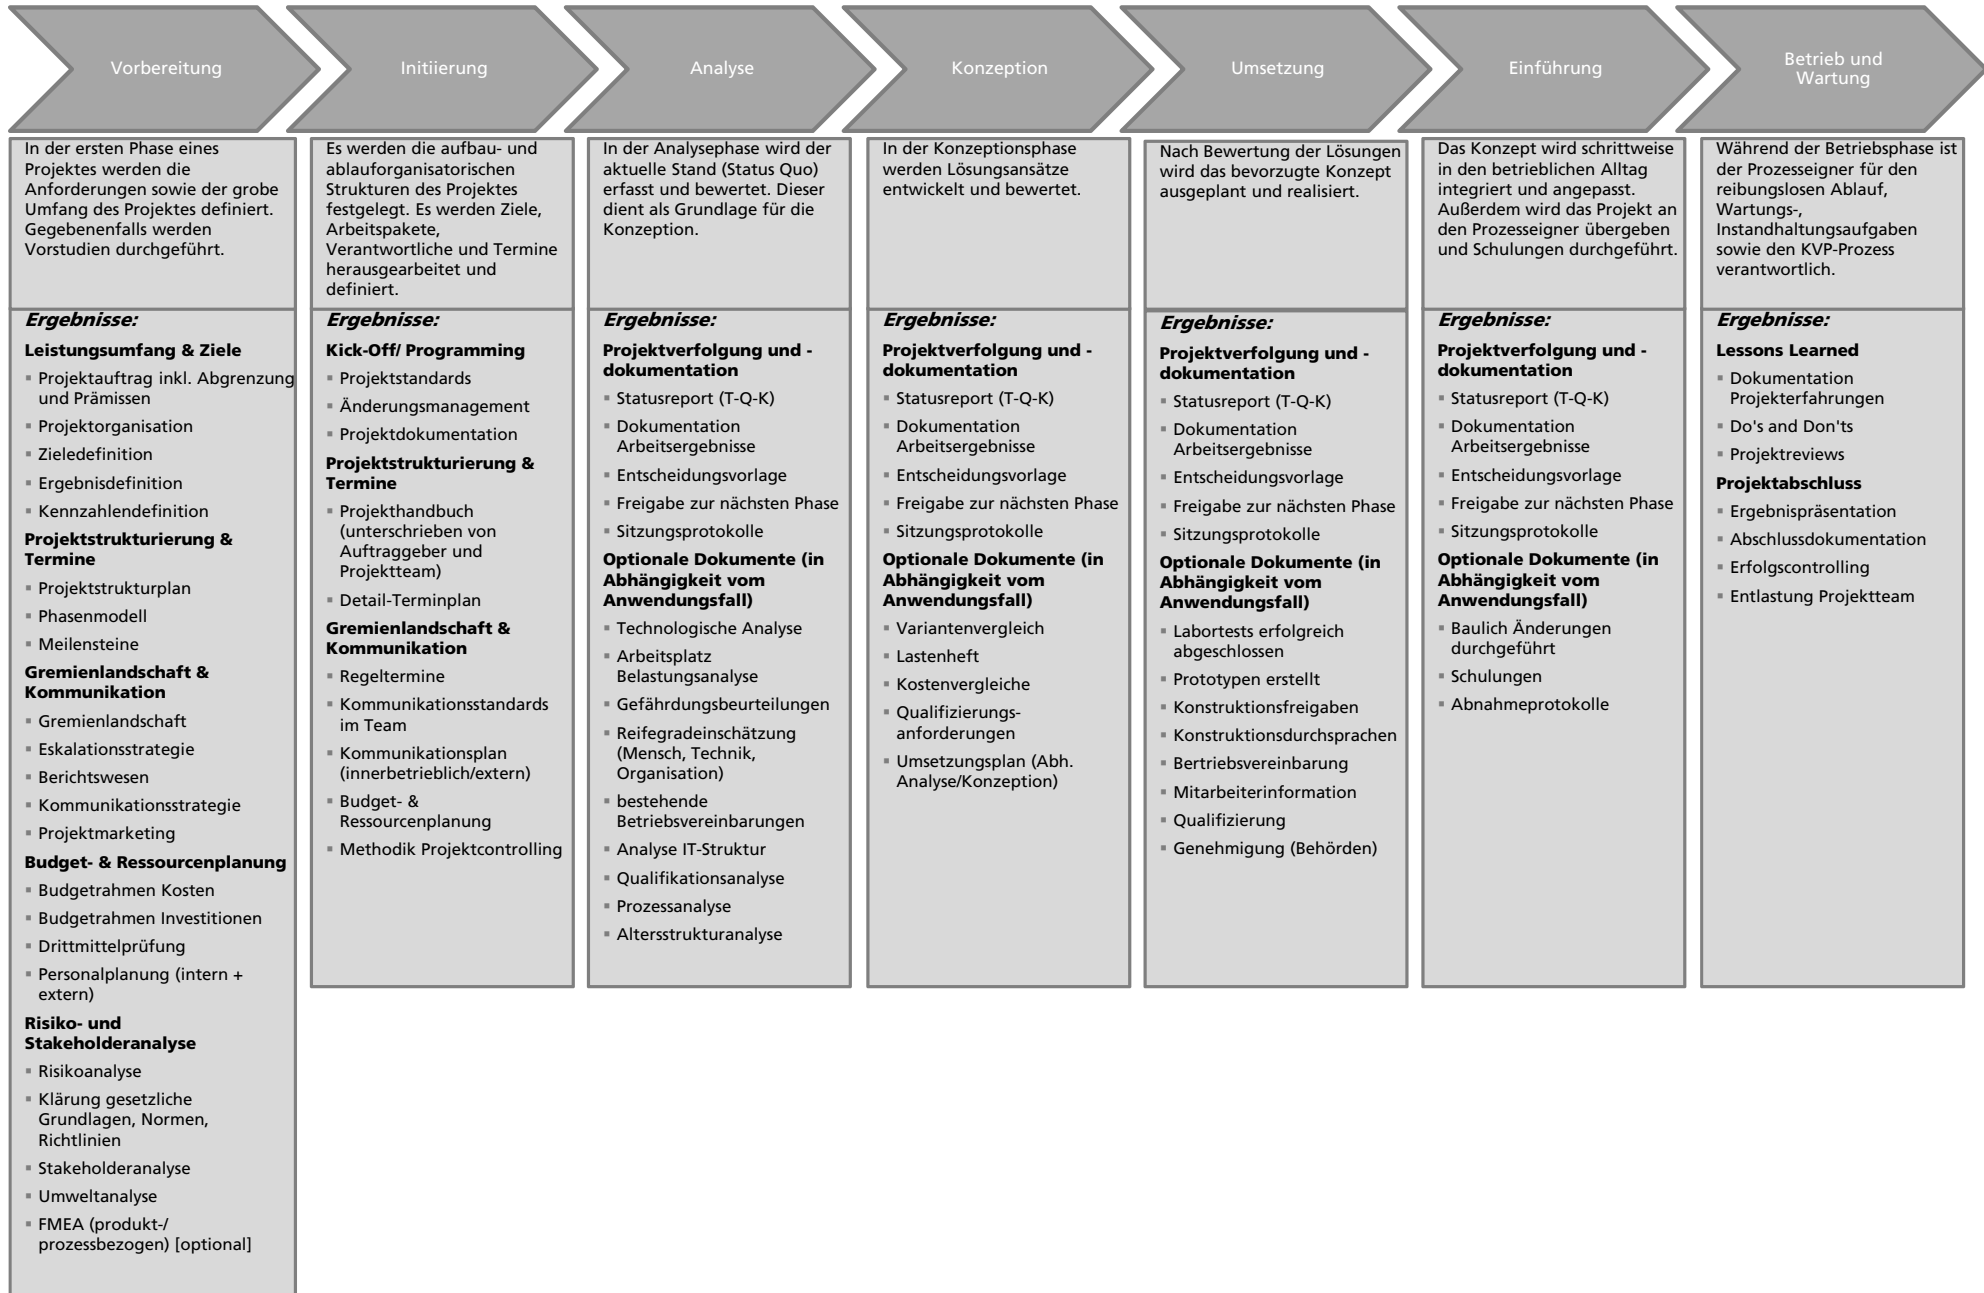 Vorbereitung
Initiierung
Analyse
Konzeption
Umsetzung
Einführung
Betrieb und
Wartung
In der ersten Phase eines
Projektes werden die
Anforderungen sowie der grobe
Umfang des Projektes definiert.
Gegebenenfalls werden
Vorstudien durchgeführt.
Ergebnisse:
Leistungsumfang & Ziele
▪ Projektauftrag inkl. Abgrenzung
und Prämissen
▪ Projektorganisation
▪ Zieledefinition
▪ Ergebnisdefinition
▪ Kennzahlendefinition
Projektstrukturierung &
Termine
▪ Projektstrukturplan
▪ Phasenmodell
▪ Meilensteine
Gremienlandschaft &
Kommunikation
▪ Gremienlandschaft
▪ Eskalationsstrategie
▪ Berichtswesen
▪ Kommunikationsstrategie
▪ Projektmarketing
Budget- & Ressourcenplanung
▪ Budgetrahmen Kosten
▪ Budgetrahmen Investitionen
▪ Drittmittelprüfung
▪ Personalplanung (intern +
extern)
Risiko- und
Stakeholderanalyse
▪ Risikoanalyse
▪ Klärung gesetzliche
Grundlagen, Normen,
Richtlinien
▪ Stakeholderanalyse
▪ Umweltanalyse
▪ FMEA (produkt-/
prozessbezogen) [optional]
Es werden die aufbau- und
ablauforganisatorischen
Strukturen des Projektes
festgelegt. Es werden Ziele,
Arbeitspakete,
Verantwortliche und Termine
herausgearbeitet und
definiert.
Ergebnisse:
Kick-Off/ Programming
▪ Projektstandards
▪ Änderungsmanagement
▪ Projektdokumentation
Projektstrukturierung &
Termine
▪ Projekthandbuch
(unterschrieben von
Auftraggeber und
Projektteam)
▪ Detail-Terminplan
Gremienlandschaft &
Kommunikation
▪ Regeltermine
▪ Kommunikationsstandards
im Team
▪ Kommunikationsplan
(innerbetrieblich/extern)
▪ Budget- &
Ressourcenplanung
▪ Methodik Projektcontrolling
In der Analysephase wird der
aktuelle Stand (Status Quo)
erfasst und bewertet. Dieser
dient als Grundlage für die
Konzeption.
Ergebnisse:
Projektverfolgung und -
dokumentation
▪ Statusreport (T-Q-K)
▪ Dokumentation
Arbeitsergebnisse
▪ Entscheidungsvorlage
▪ Freigabe zur nächsten Phase
▪ Sitzungsprotokolle
Optionale Dokumente (in
Abhängigkeit vom
Anwendungsfall)
▪ Technologische Analyse
▪ Arbeitsplatz
Belastungsanalyse
▪ Gefährdungsbeurteilungen
▪ Reifegradeinschätzung
(Mensch, Technik,
Organisation)
▪ bestehende
Betriebsvereinbarungen
▪ Analyse IT-Struktur
▪ Qualifikationsanalyse
▪ Prozessanalyse
▪ Altersstrukturanalyse
In der Konzeptionsphase
werden Lösungsansätze
entwickelt und bewertet.
Ergebnisse:
Projektverfolgung und -
dokumentation
▪ Statusreport (T-Q-K)
▪ Dokumentation
Arbeitsergebnisse
▪ Entscheidungsvorlage
▪ Freigabe zur nächsten Phase
▪ Sitzungsprotokolle
Optionale Dokumente (in
Abhängigkeit vom
Anwendungsfall)
▪ Variantenvergleich
▪ Lastenheft
▪ Kostenvergleiche
▪ Qualifizierungs-
anforderungen
▪ Umsetzungsplan (Abh.
Analyse/Konzeption)
Nach Bewertung der Lösungen
wird das bevorzugte Konzept
ausgeplant und realisiert.
Ergebnisse:
Projektverfolgung und -
dokumentation
▪ Statusreport (T-Q-K)
▪ Dokumentation
Arbeitsergebnisse
▪ Entscheidungsvorlage
▪ Freigabe zur nächsten Phase
▪ Sitzungsprotokolle
Optionale Dokumente (in
Abhängigkeit vom
Anwendungsfall)
▪ Labortests erfolgreich
abgeschlossen
▪ Prototypen erstellt
▪ Konstruktionsfreigaben
▪ Konstruktionsdurchsprachen
▪ Bertriebsvereinbarung
▪ Mitarbeiterinformation
▪ Qualifizierung
▪ Genehmigung (Behörden)
Das Konzept wird schrittweise
in den betrieblichen Alltag
integriert und angepasst.
Außerdem wird das Projekt an
den Prozesseigner übergeben
und Schulungen durchgeführt.
Ergebnisse:
Projektverfolgung und -
dokumentation
▪ Statusreport (T-Q-K)
▪ Dokumentation
Arbeitsergebnisse
▪ Entscheidungsvorlage
▪ Freigabe zur nächsten Phase
▪ Sitzungsprotokolle
Optionale Dokumente (in
Abhängigkeit vom
Anwendungsfall)
▪ Baulich Änderungen
durchgeführt
▪ Schulungen
▪ Abnahmeprotokolle
Während der Betriebsphase ist
der Prozesseigner für den
reibungslosen Ablauf,
Wartungs-,
Instandhaltungsaufgaben
sowie den KVP-Prozess
verantwortlich.
Ergebnisse:
Lessons Learned
▪ Dokumentation
Projekterfahrungen
▪ Do's and Don'ts
▪ Projektreviews
Projektabschluss
▪ Ergebnispräsentation
▪ Abschlussdokumentation
▪ Erfolgscontrolling
▪ Entlastung Projektteam